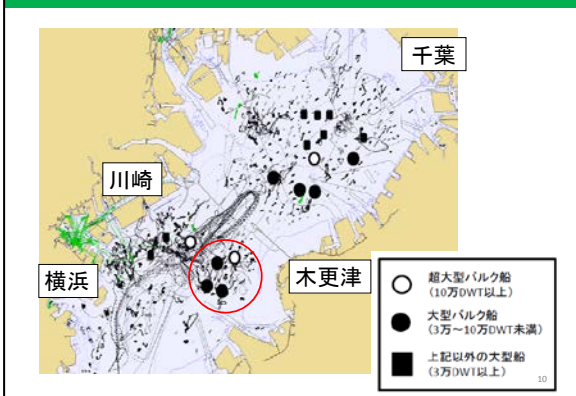 千葉
川崎
横浜
木更津
超大型バルク船
(10万DWT以上)
大型バルク船
(3万～10万DWT未満)
上記以外の大型船
(3万DWT以上)
10